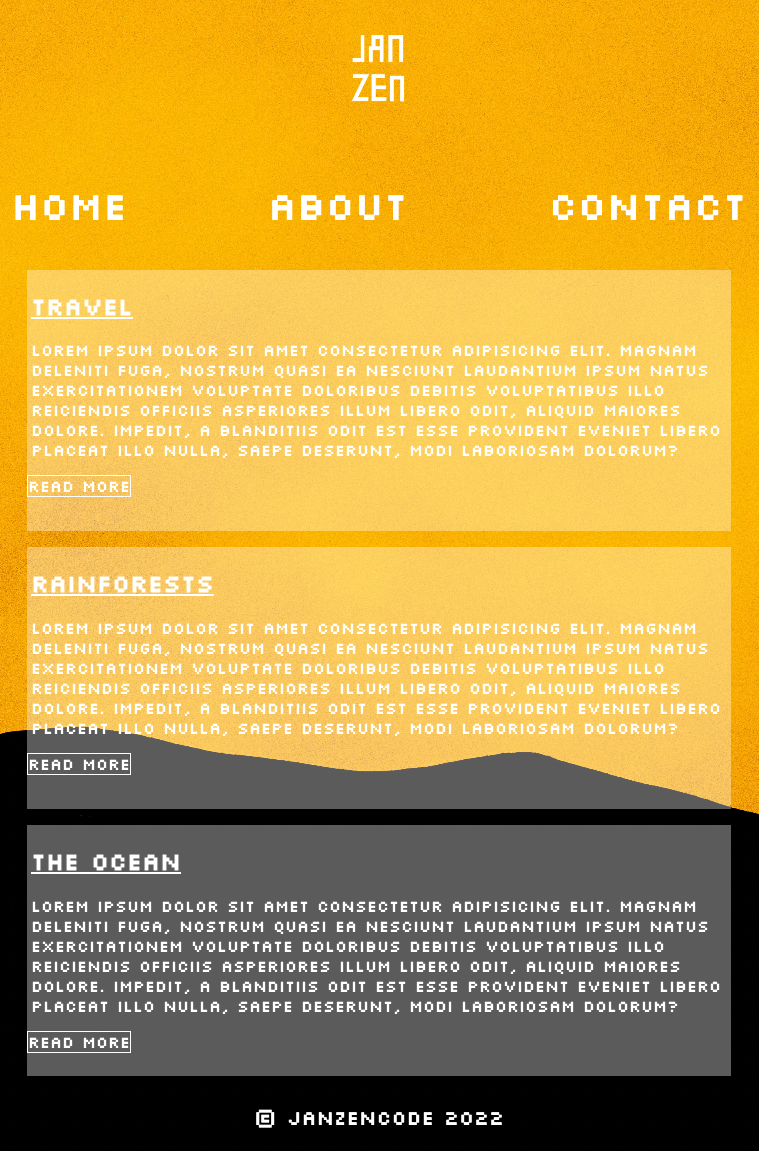 JAN
ZEN
HOME ABOUT CONTACT
TRAVEL
LOREM IPSUM DOLOR SIT AMET CONSECTETUR ADIPISICING ELIT. MAGNAM
DELENITI FUGA, NOSTRUM QUASI EA NESCIUNT LAUDANTIUM IPSUM NATUS
EXERCITATIONEM VOLUPTATE DOLORIBUS DEBITIS VOLUPTATIBUS ILLO
REICIENDIS OFFICIIS ASPERIORES ILLUM LIBERO ODIT, ALIQUID MAIORES
DOLORE. IMPEDIT, A BLANDITIIS ODIT EST ESSE PROVIDENT EVENIET LIBERO
PLACEAT ILLO NULLA, SAEPE DESERUNT, MODI LABORIOSAM DOLORUM?
READ MORE
RAINFORESTS
LOREM IPSUM DOLOR SIT AMET CONSECTETUR ADIPISICING ELIT. MAGNAM
DELENITI FUGA, NOSTRUM QUASI EA NESCIUNT LAUDANTIUM IPSUM NATUS
EXERCITATIONEM VOLUPTATE DOLORIBUS DEBITIS VOLUPTATIBUS ILLO
REICIENDIS OFFICIIS ASPERIORES ILLUM LIBERO ODIT, ALIQUID MAIORES
DOLORE. IMPEDIT, A BLANDITIIS ODIT EST ESSE PROVIDENT EVENIET LIBERO
PLACEAT ILLO NULLA, SAEPE DESERUNT, MODI LABORIOSAM DOLORUM?
READ MORE
THE OCEAN
LOREM IPSUM DOLOR SIT AMET CONSECTETUR ADIPISICING ELIT. MAGNAM
DELENITI FUGA, NOSTRUM QUASI EA NESCIUNT LAUDANTIUM IPSUM NATUS
EXERCITATIONEM VOLUPTATE DOLORIBUS DEBITIS VOLUPTATIBUS ILLO
REICIENDIS OFFICIIS ASPERIORES ILLUM LIBERO ODIT, ALIQUID MAIORES
DOLORE. IMPEDIT, A BLANDITIIS ODIT EST ESSE PROVIDENT EVENIET LIBERO
PLACEAT ILLO NULLA, SAEPE DESERUNT, MODI LABORIOSAM DOLORUM?
READ MORE
© JANZENCODE 2022